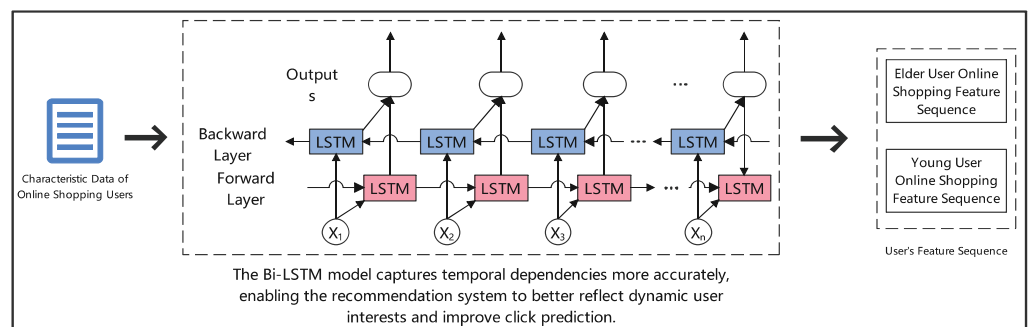 Output
s
Backward
Layer
Forward
Layer
LSTM LSTM LSTM ··· LSTM
LSTM LSTM LSTM ··· LSTM
X1 X2 X3 Xn
...
Characteristic Data of
Online Shopping Users
Elder User Online
Shopping Feature
Sequence
Young User
Online Shopping
Feature Sequence
User's Feature Sequence
The Bi-LSTM model captures temporal dependencies more accurately,
enabling the recommendation system to better reflect dynamic user
interests and improve click prediction.